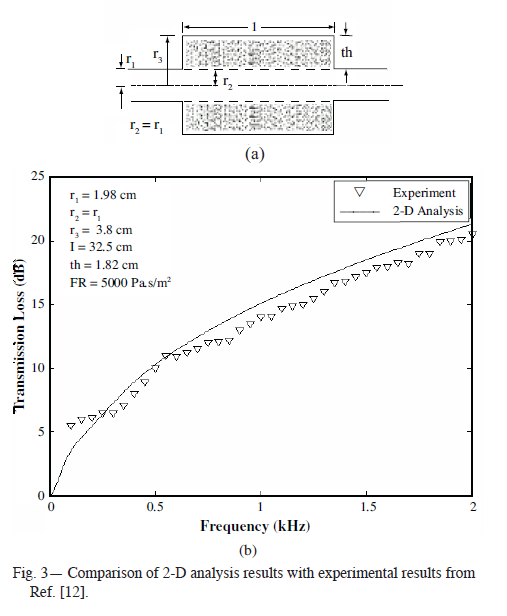 l
r₁
r₃
th
r₂
r₂ = r₁
(a)
25
20
15
10
5
0
Transmission Loss (dB)
r₁ = 1.98 cm
r₂ = r₁
r₃ = 3.8 cm
I = 32.5 cm
th = 1.82 cm
FR = 5000 Pa.s/m²
Experiment
2-D Analysis
0 0.5 1 1.5 2
Frequency (kHz)
(b)
Fig. 3— Comparison of 2-D analysis results with experimental results from
Ref. [12].